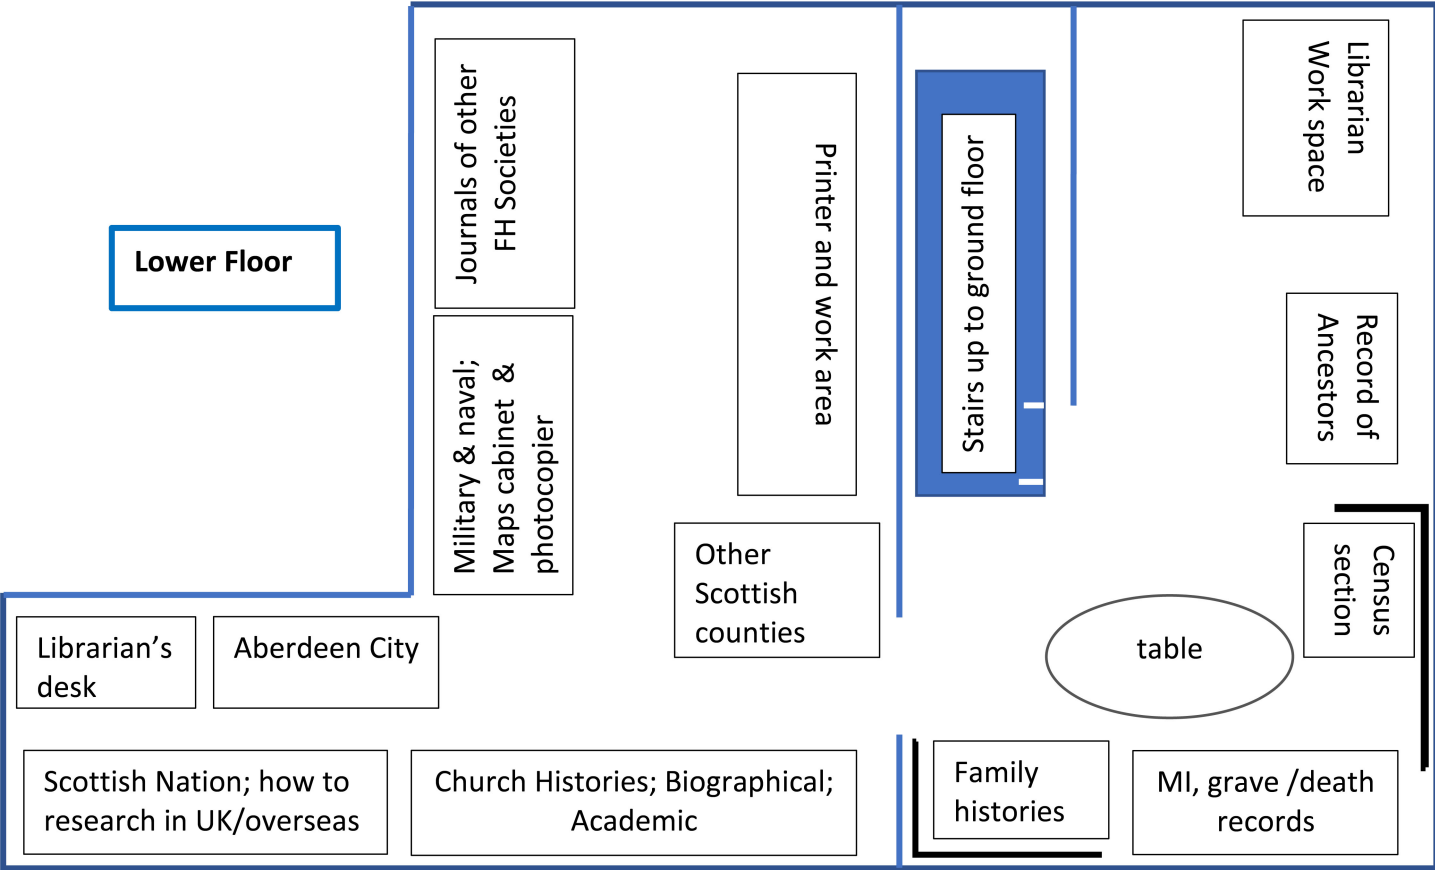 Lower Floor
Journals of other
FH Societies
Military & naval;
Maps cabinet &
photocopier
Printer and work area
Stairs up to ground floor
Librarian
Work space
Record of
Ancestors
Census
section
Other
Scottish
counties
table
Librarian’s
desk
Aberdeen City
Scottish Nation; how to
research in UK/overseas
Church Histories; Biographical;
Academic
Family
histories
MI, grave /death
records